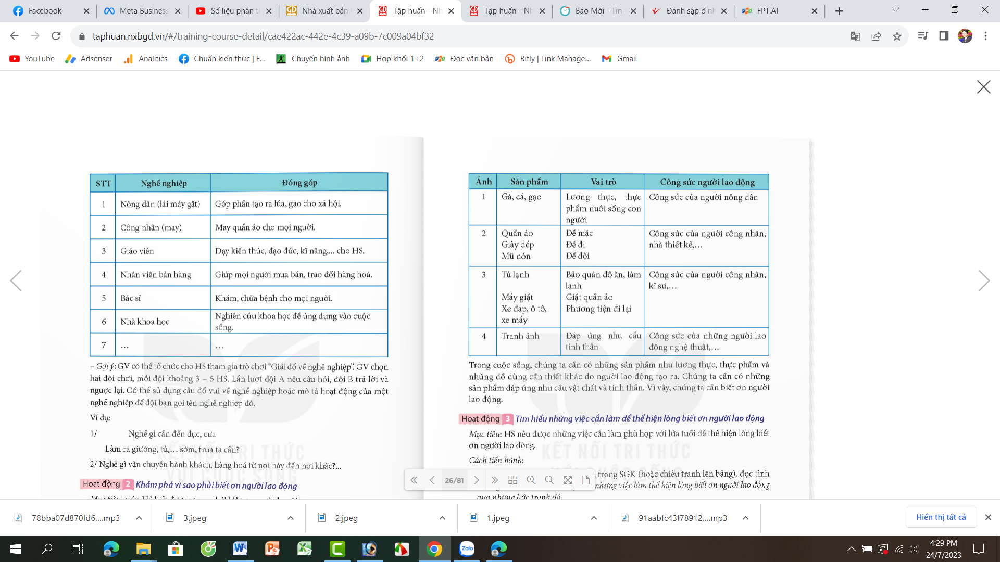 Facebook
Meta Business
Số liệu phân t
Nhà xuất bản
Tập huấn - Nh
Tập huấn - Nh
Báo Mới - Tin
Đánh sập ổ nh
FPT.AI
taphuan.nxbgd.vn/#/training-course-detail/cae422ac-442e-4c39-a09b-7c009a04bf32
YouTube
Adsenser
Analitics
Chuẩn kiến thức | F...
Chuyển hình ảnh
Họp khối 1+2
Đọc văn bản
Bitly | Link Manage...
Gmail
STT Nghề nghiệp Đóng góp
1 Nông dân (lái máy gặt) Góp phần tạo ra lúa, gạo cho xã hội.
2 Công nhân (may) May quần áo cho mọi người.
3 Giáo viên Dạy kiến thức, đạo đức, kĩ năng,... cho HS.
4 Nhân viên bán hàng Giúp mọi người mua bán, trao đổi hàng hoá.
5 Bác sĩ Khám, chữa bệnh cho mọi người.
6 Nhà khoa học Nghiên cứu khoa học để ứng dụng vào cuộc
sống.
7 ... ...
– Gợi ý: GV có thể tổ chức cho HS tham gia trò chơi “Giải đố về nghề nghiệp”. GV chọn
hai đội chơi, mỗi đội khoảng 3 – 5 HS. Lần lượt đội A nêu câu hỏi, đội B trả lời và
ngược lại. Có thể sử dụng câu đố vui về nghề nghiệp hoặc mô tả hoạt động của một
nghề nghiệp để đội bạn gọi tên nghề nghiệp đó.
Ví dụ:
1/ Nghề gì cần đến đục, cưa
Làm ra giường, tủ,... sớm, trưa ta cần?
2/ Nghề gì vận chuyển hành khách, hàng hoá từ nơi này đến nơi khác?...
KẾT NỐI TRI THỨC
VỚI CUỘC SỐNG
Hoạt động 2 Khám phá vì sao phải biết ơn người lao động
Ảnh Sản phẩm Vai trò Công sức người lao động
1 Gà, cá, gạo Lương thực, thực Công sức của người nông dân
phẩm nuôi sống con
người
2 Quần áo Để mặc Công sức của người công nhân,
Giày dép Để đi nhà thiết kế,...
Mũ nón Để đội
3 Tủ lạnh Bảo quản đồ ăn, làm Công sức của người công nhân,
lạnh kĩ sư,...
Máy giặt Giặt quần áo
Xe đạp, ô tô, Phương tiện đi lại
xe máy
4 Tranh ảnh Đáp ứng nhu cầu Công sức của những người lao
tinh thần động nghệ thuật,...
Trong cuộc sống, chúng ta cần có những sản phẩm như lương thực, thực phẩm và
những đồ dùng cần thiết khác do người lao động tạo ra. Chúng ta cần có những
sản phẩm đáp ứng nhu cầu vật chất và tinh thần. Vì vậy, chúng ta cần biết ơn người
lao động.
Hoạt động 3 Tìm hiểu những việc cần làm để thể hiện lòng biết ơn người lao động
Mục tiêu: HS nêu được những việc cần làm phù hợp với lứa tuổi để thể hiện lòng biết
ơn người lao động.
KẾT NỐI TRI THỨC
Cách tiến hành:
trong SGK (hoặc chiếu tranh lên bảng), đọc tình
những việc làm thể hiện lòng biết ơn người lao động
qua những bức tranh đó
26/81
78bba07d870fd6....mp3
3.jpeg
2.jpeg
1.jpeg
91aabfc43f78912....mp3
Hiển thị tất cả
Zalo
4:29 PM
24/7/2023